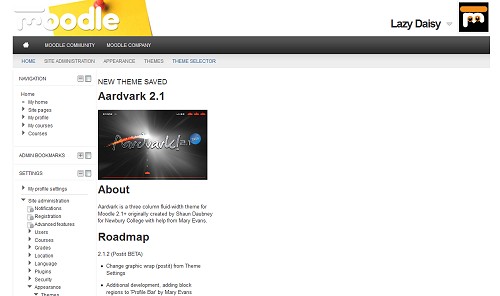 moodle
Lazy Daisy
MOODLE COMMUNITY
MOODLE COMPANY
HOME
SITE ADMINISTRATION
APPEARANCE
THEMES
THEME SELECTOR
NAVIGATION
Home
My home
Site pages
My profile
My courses
Courses
ADMIN BOOKMARKS
SETTINGS
My profile settings
Site administration
Notifications
Registration
Advanced features
Users
Courses
Grades
Location
Language
Plugins
Security
Appearance
Themes
NEW THEME SAVED
Aardvark 2.1
Aardvark 2.1
About
Aardvark is a three column fluid-width theme for
Moodle 2.1+ originally created by Shaun Daubney
for Newbury College with help from Mary Evans.
Roadmap
2.1.2 (Postit BETA)
Change graphic wrap (postit) from Theme
Settings
Additional development, adding block
regions to 'Profile Bar' by Mary Evans